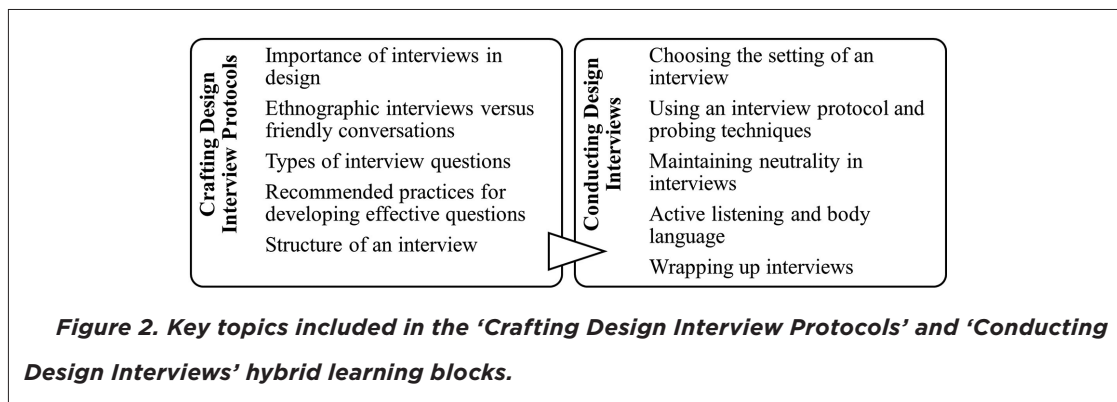 Crafting Design
Interview Protocols
Importance of interviews in
design
Ethnographic interviews versus
friendly conversations
Types of interview questions
Recommended practices for
developing effective questions
Structure of an interview
Conducting Design
Interviews
Choosing the setting of an
interview
Using an interview protocol and
probing techniques
Maintaining neutrality in
interviews
Active listening and body
language
Wrapping up interviews
Figure 2. Key topics included in the ‘Crafting Design Interview Protocols’ and ‘Conducting
Design Interviews’ hybrid learning blocks.